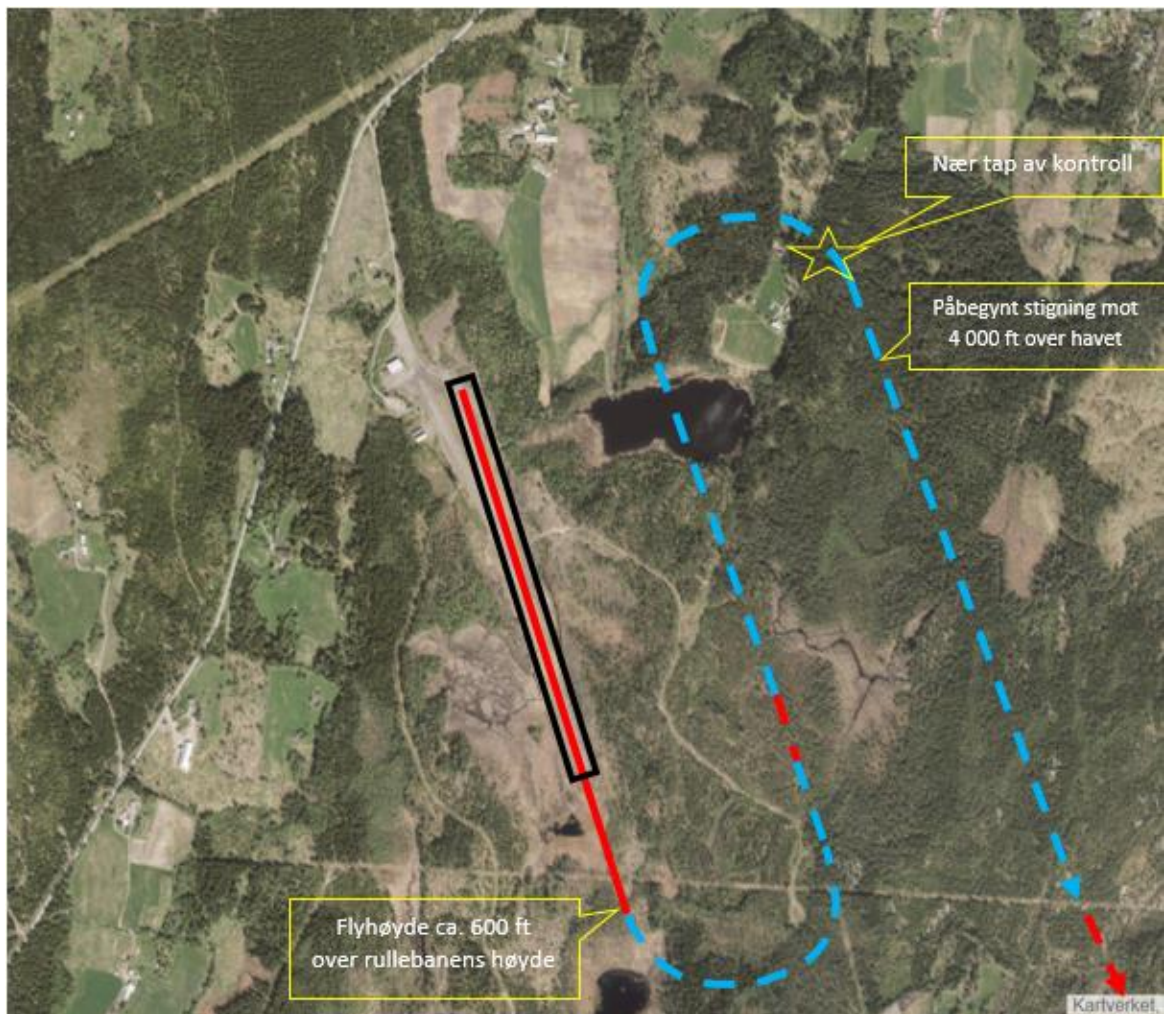 Nær tap av kontroll
Påbegynt stigning mot
4 000 ft over havet
Flyhøyde ca. 600 ft
over rullebanens høyde
Kartverket,